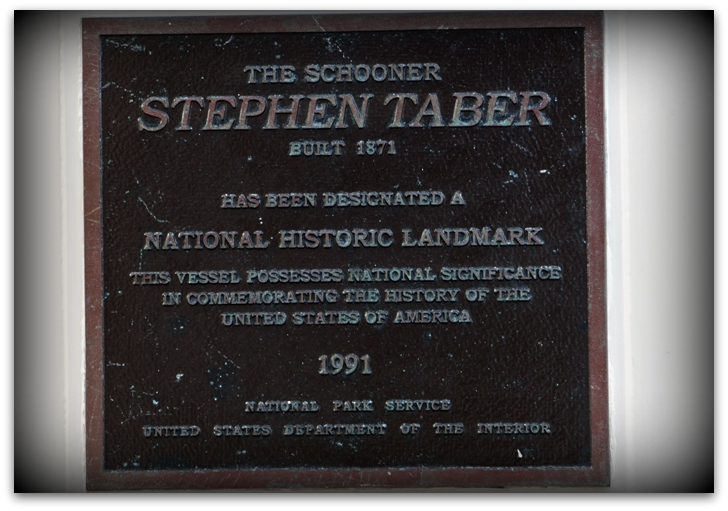 THE SCHOONER
STEPHEN TABER
BUILT 1871
HAS BEEN DESIGNATED A
NATIONAL HISTORIC LANDMARK
THIS VESSEL POSSESSES NATIONAL SIGNIFICANCE
IN COMMEMORATING THE HISTORY OF THE
UNITED STATES OF AMERICA
1991
NATIONAL PARK SERVICE
UNITED STATES DEPARTMENT OF THE INTERIOR